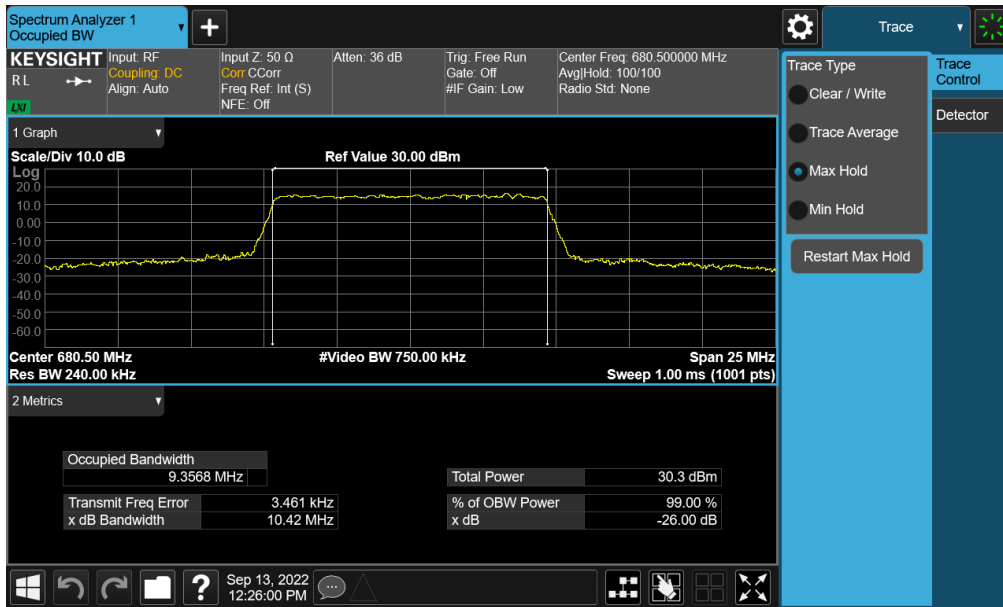 Spectrum Analyzer 1
Occupied BW
+
Trace
KEYSIGHT
R L
LXI
Input: RF
Coupling: DC
Align: Auto
Input Z: 50 Ω
Corr CCorr
Freq Ref: Int (S)
NFE: Off
Atten: 36 dB
Trig: Free Run
Gate: Off
#IF Gain: Low
Center Freq: 680.500000 MHz
Avg|Hold: 100/100
Radio Std: None
1 Graph
Scale/Div 10.0 dB
Ref Value 30.00 dBm
Log
20.0
10.0
0.00
-10.0
-20.0
-30.0
-40.0
-50.0
-60.0
Center 680.50 MHz
Res BW 240.00 kHz
#Video BW 750.00 kHz
Span 25 MHz
Sweep 1.00 ms (1001 pts)
2 Metrics
Occupied Bandwidth
9.3568 MHz
Transmit Freq Error 3.461 kHz
x dB Bandwidth 10.42 MHz
Total Power 30.3 dBm
% of OBW Power 99.00 %
x dB -26.00 dB
Trace Type
Clear / Write
Trace Average
Max Hold
Min Hold
Restart Max Hold
Trace
Control
Detector
?
Sep 13, 2022
12:26:00 PM